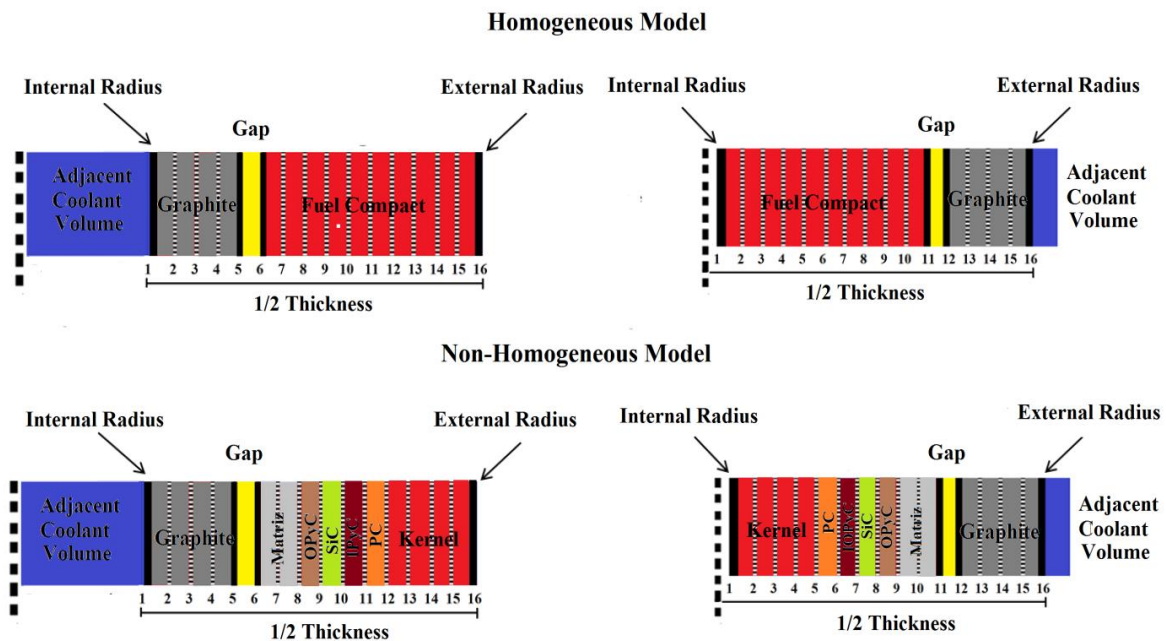 Homogeneous Model
Internal Radius
External Radius
Gap
Adjacent
Coolant
Volume
Graphite
Fuel Compact
1 2 3 4 5 6 7 8 9 10 11 12 13 14 15 16
1/2 Thickness
Internal Radius
External Radius
Gap
Fuel Compact
Graphite
Adjacent
Coolant
Volume
1 2 3 4 5 6 7 8 9 10 11 12 13 14 15 16
1/2 Thickness
Non-Homogeneous Model
Internal Radius
External Radius
Gap
Adjacent
Coolant
Volume
Graphite
Matriz
OPyC
SiC
IPyC
PC
Kernel
1 2 3 4 5 6 7 8 9 10 11 12 13 14 15 16
1/2 Thickness
Internal Radius
External Radius
Gap
Kernel
PC
IOPyC
SiC
OPyC
Matriz
Graphite
Adjacent
Coolant
Volume
1 2 3 4 5 6 7 8 9 10 11 12 13 14 15 16
1/2 Thickness